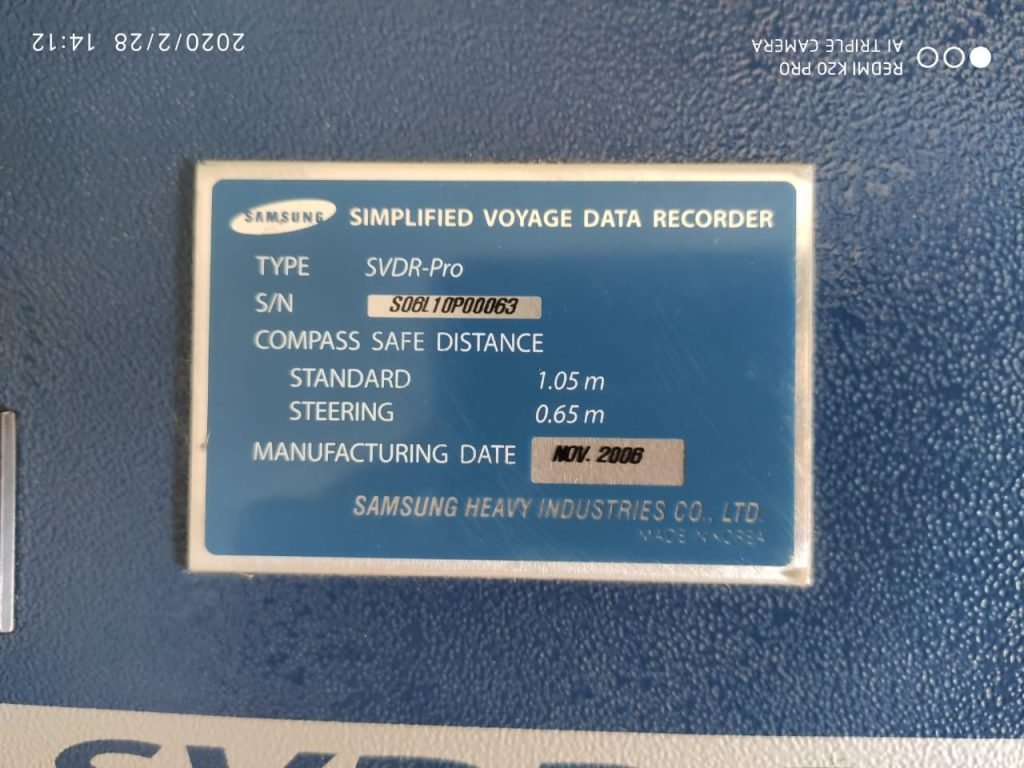 SAMSUNG SIMPLIFIED VOYAGE DATA RECORDER
TYPE SVDR-Pro
S/N S06L10P00063
COMPASS SAFE DISTANCE
STANDARD 1.05 m
STEERING 0.65 m
MANUFACTURING DATE NOV. 2006
SAMSUNG HEAVY INDUSTRIES CO., LTD.
MADE IN KOREA
SVDR
REDMI K20 PRO
AI TRIPLE CAMERA
2020/2/28 14:12